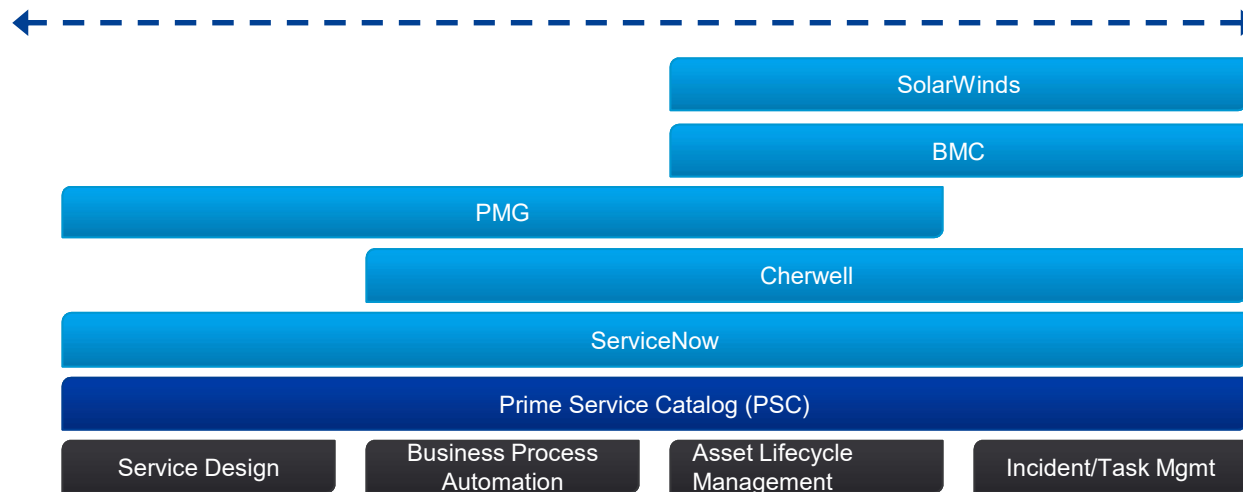 SolarWinds
BMC
PMG
Cherwell
ServiceNow
Prime Service Catalog (PSC)
Service Design
Business Process
Automation
Asset Lifecycle
Management
Incident/Task Mgmt